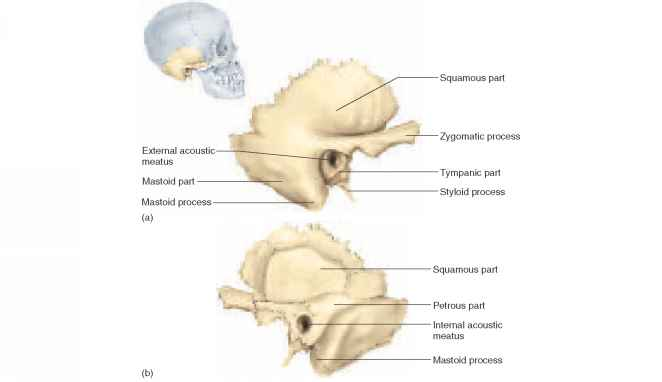 Squamous part
Zygomatic process
External acoustic
meatus
Tympanic part
Mastoid part
Styloid process
Mastoid process
(a)
Squamous part
Petrous part
Internal acoustic
meatus
Mastoid process
(b)